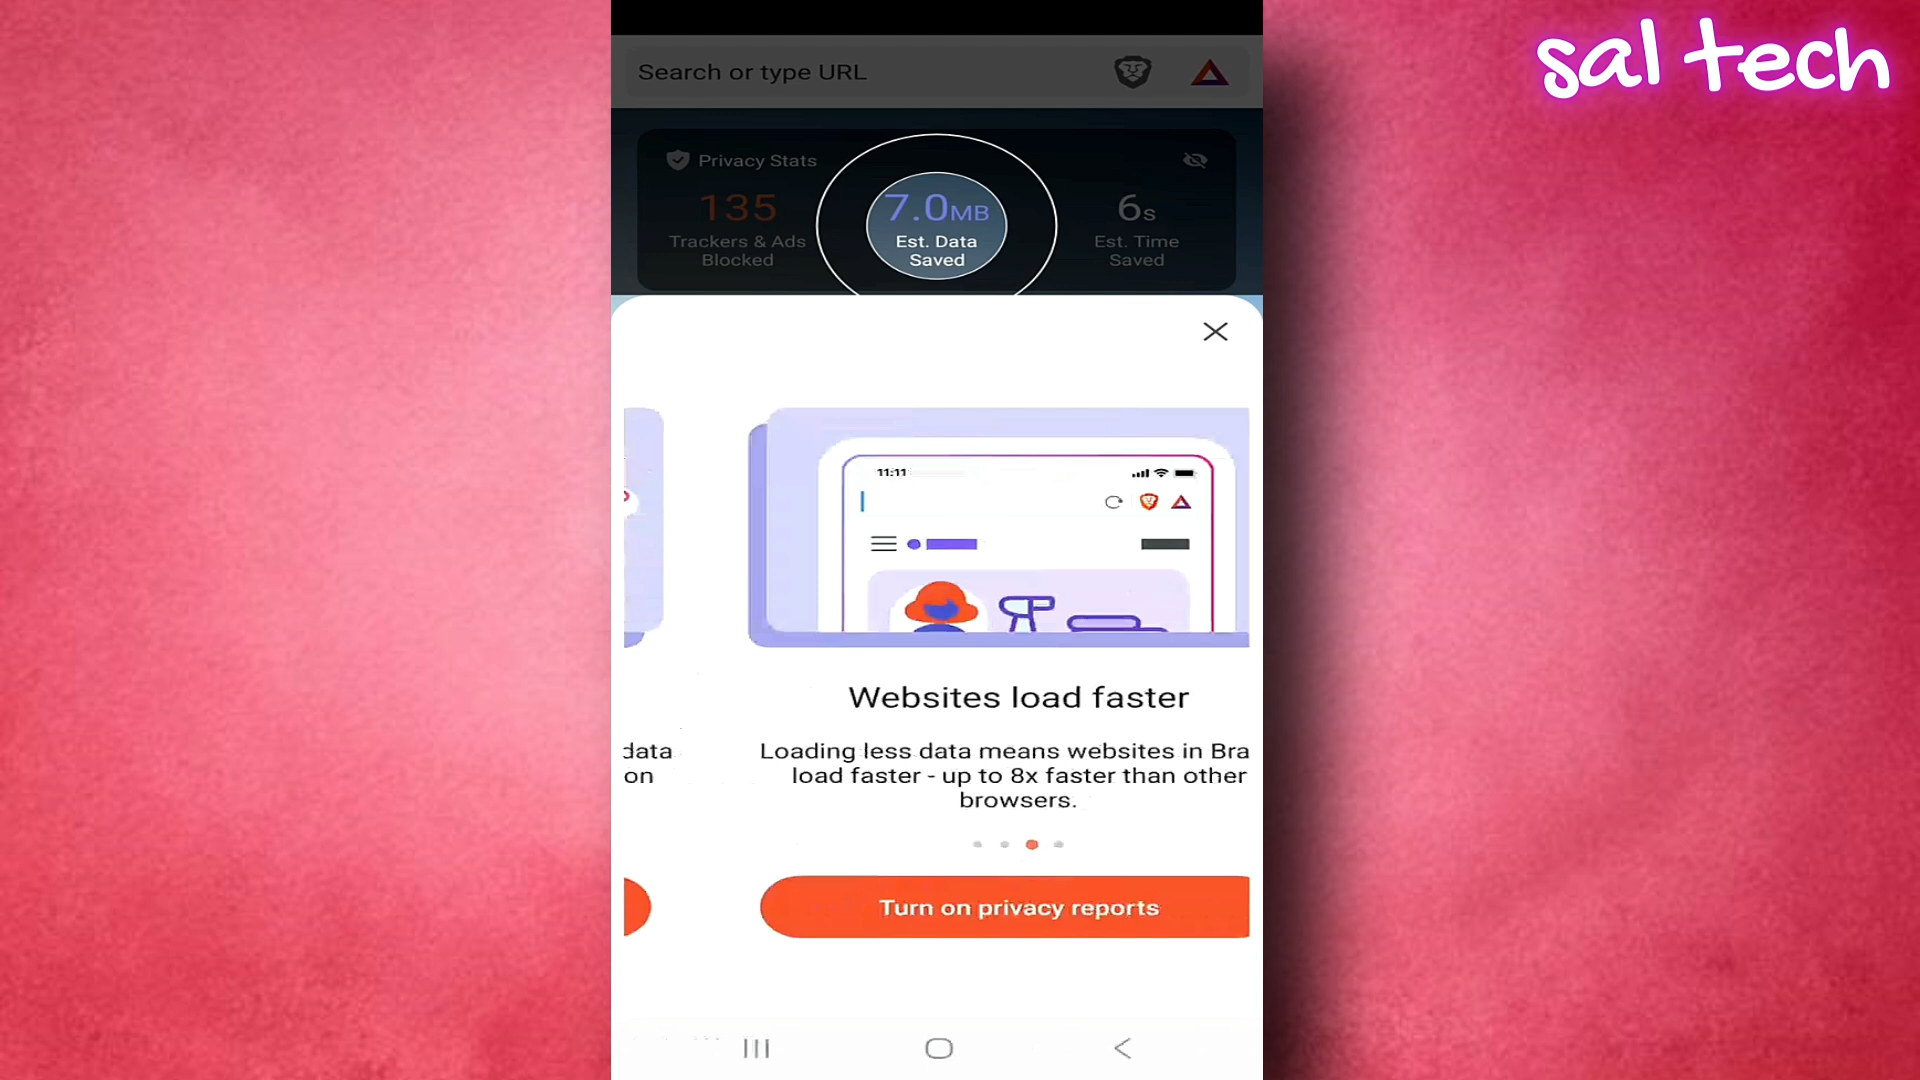 sal tech
Search or type URL
Privacy Stats
135
Trackers & Ads
Blocked
7.0MB
Est. Data
Saved
6s
Est. Time
Saved
11:11
Websites load faster
data
on
Loading less data means websites in Bra
load faster - up to 8x faster than other
browsers.
Turn on privacy reports